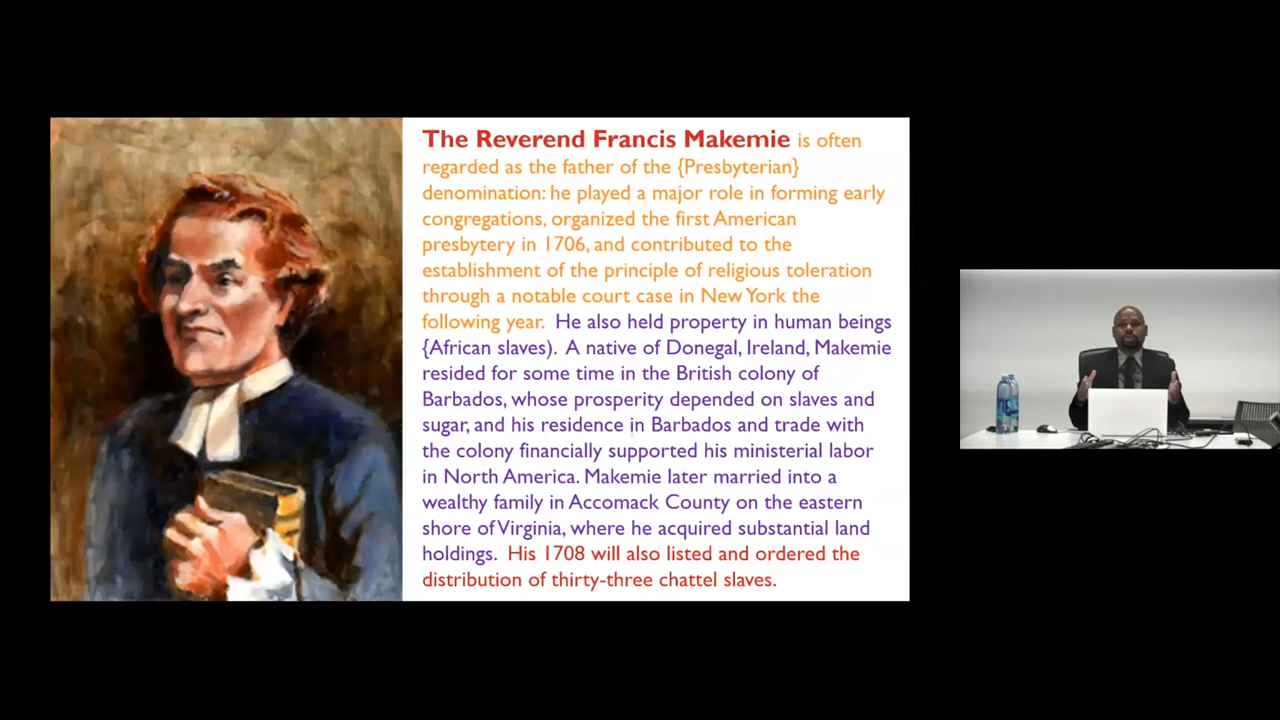 The Reverend Francis Makemie is often
regarded as the father of the {Presbyterian}
denomination: he played a major role in forming early
congregations, organized the first American
presbytery in 1706, and contributed to the
establishment of the principle of religious toleration
through a notable court case in New York the
following year. He also held property in human beings
{African slaves). A native of Donegal, Ireland, Makemie
resided for some time in the British colony of
Barbados, whose prosperity depended on slaves and
sugar, and his residence in Barbados and trade with
the colony financially supported his ministerial labor
in North America. Makemie later married into a
wealthy family in Accomack County on the eastern
shore of Virginia, where he acquired substantial land
holdings. His 1708 will also listed and ordered the
distribution of thirty-three chattel slaves.